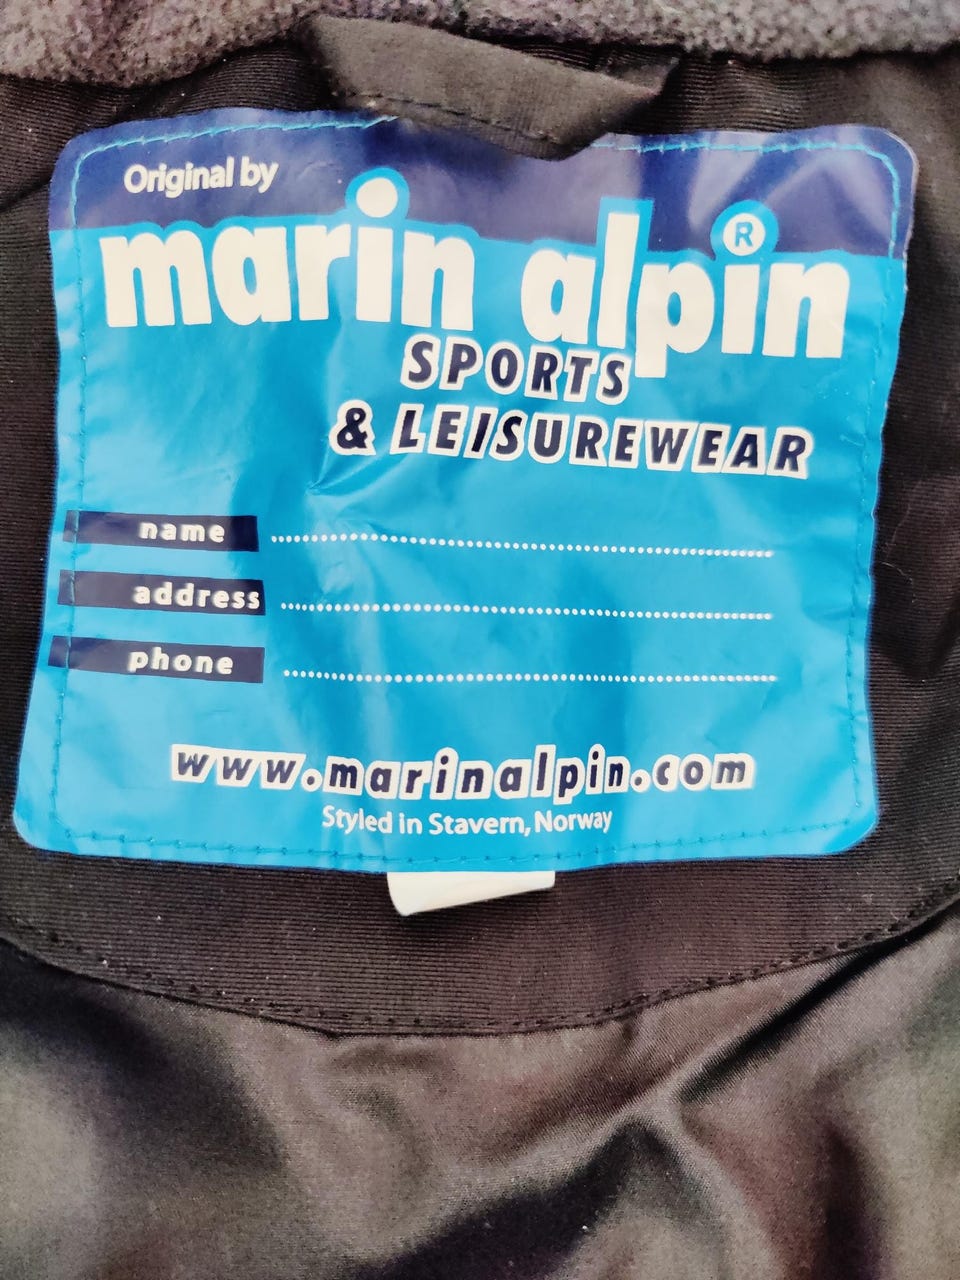 Original by
marin alpin®
SPORTS
& LEISUREWEAR
name
address
phone
www.marinalpin.com
Styled in Stavern, Norway